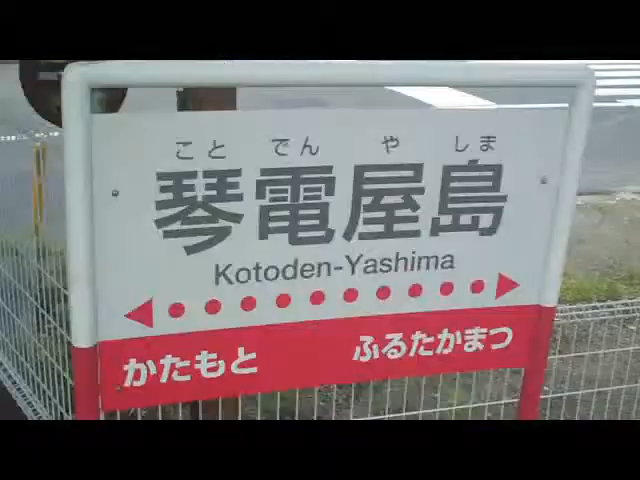 こと でん や しま
琴電屋島
Kotoden-Yashima
かたもと ふるたかまつ